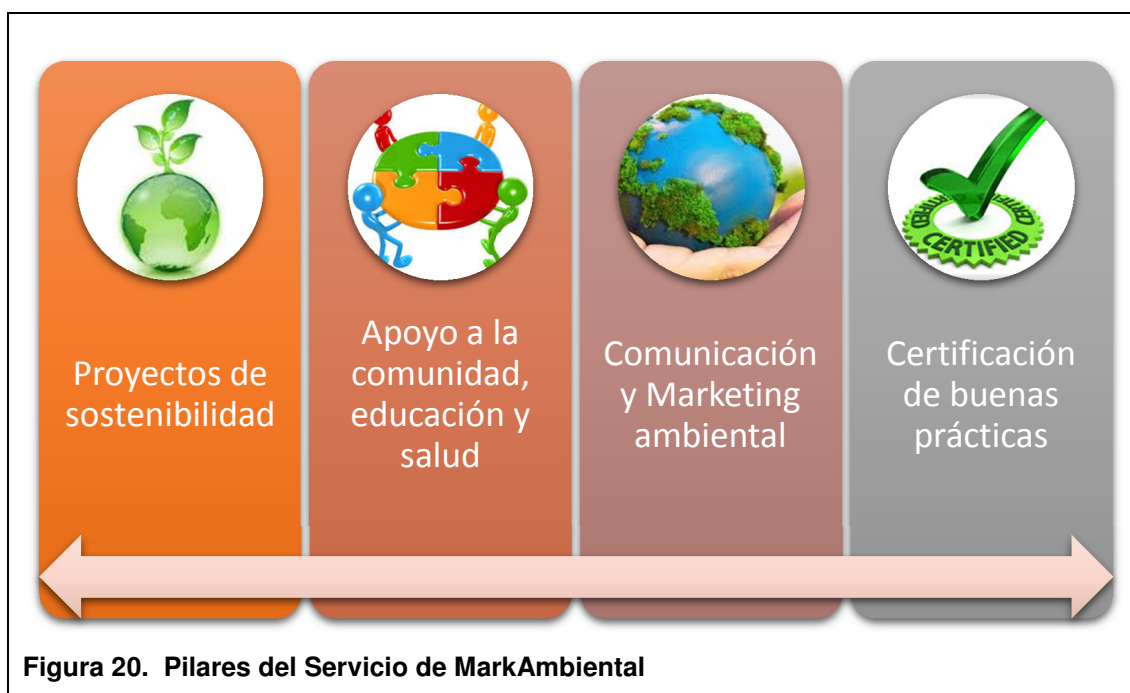 Proyectos de
sostenibilidad
Apoyo a la
comunidad,
educación y
salud
Comunicación
y Marketing
ambiental
CERTIFIED
Certificación
de buenas
prácticas
Figura 20. Pilares del Servicio de MarkAmbiental